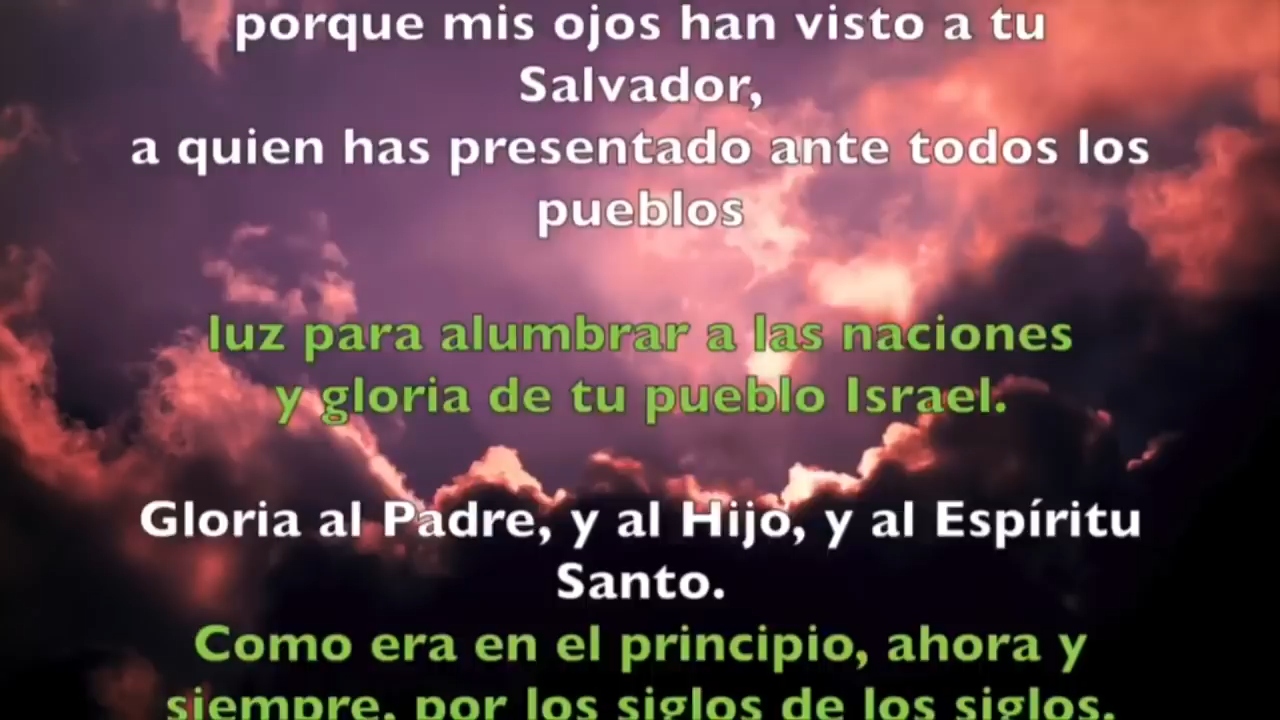 porque mis ojos han visto a tu
Salvador,
a quien has presentado ante todos los
pueblos
luz para alumbrar a las naciones
y gloria de tu pueblo Israel.
Gloria al Padre, y al Hijo, y al Espíritu
Santo.
Como era en el principio, ahora y
siempre, por los siglos de los siglos.